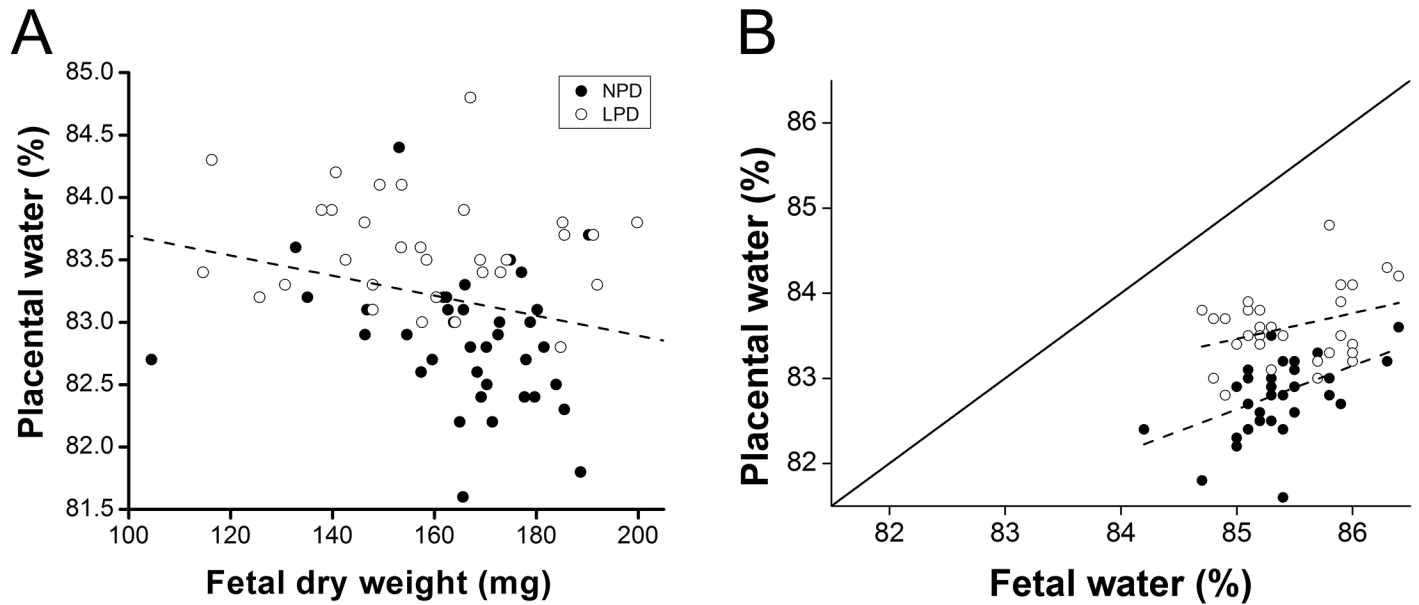 A
Placental water (%)
85.0
84.5
84.0
83.5
83.0
82.5
82.0
81.5
100 120 140 160 180 200
Fetal dry weight (mg)
NPD
LPD
B
Placental water (%)
86
85
84
83
82
82 83 84 85 86
Fetal water (%)